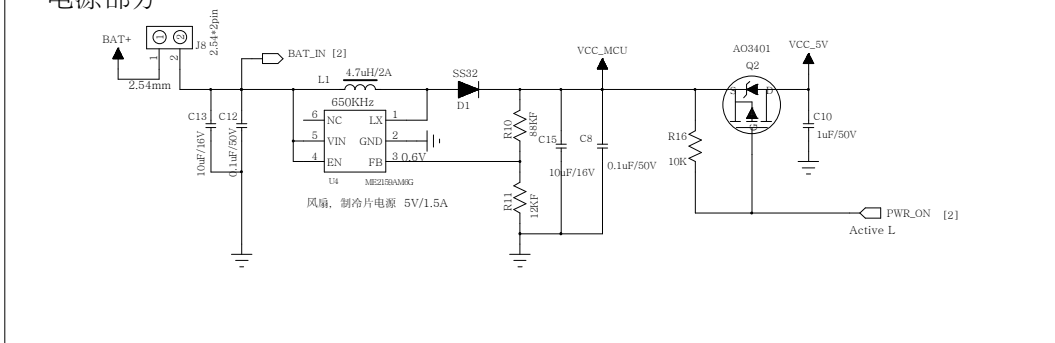 电源部分
BAT+
1
2
J8
2.54*2pin
1
2
2.54mm
BAT_IN [2]
L1
4.7uH/2A
650KHz
SS32
D1
VCC_MCU
AO3401
Q2
VCC_5V
C13
C12
10uF/16V
0.1uF/50V
6 NC
LX 1
5 VIN
GND 2
4 EN
FB 3 0.6V
U4
ME2159AM6G
风扇，制冷片电源 5V/1.5A
R10
88KF
R11
12KF
C15
10uF/16V
C8
0.1uF/50V
R16
10K
S
D
G
C10
1uF/50V
PWR_ON [2]
Active L